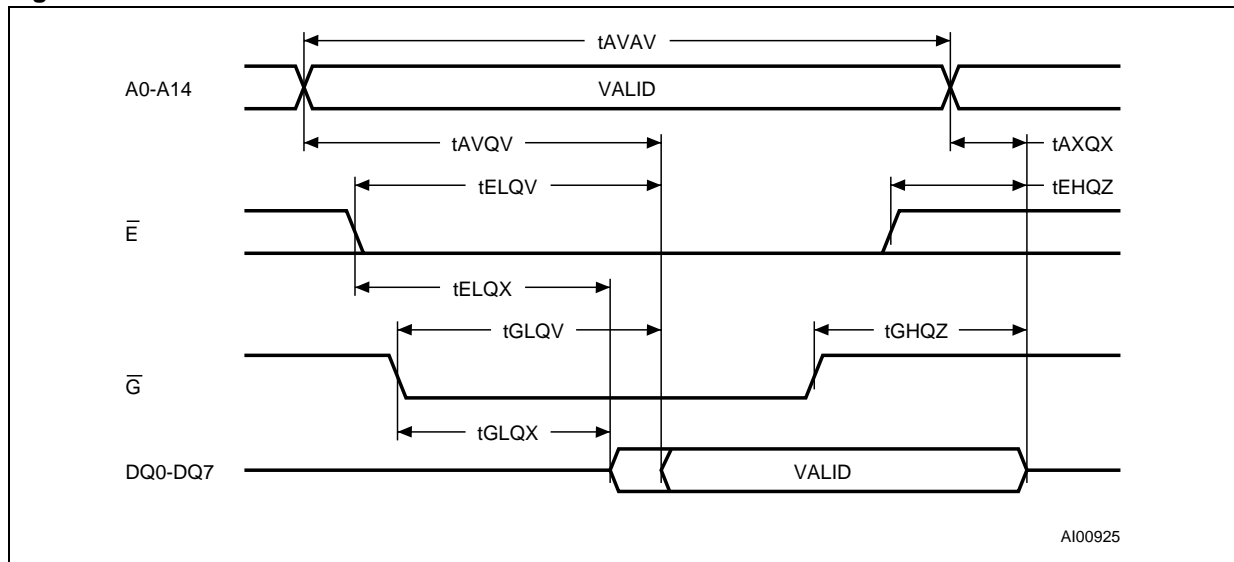 tAVAV
A0-A14
VALID
tAVQV
tAXQX
tELQV
tEHQZ
E̅
tELQX
tGLQV
tGHQZ
G̅
tGLQX
DQ0-DQ7
VALID
AI00925